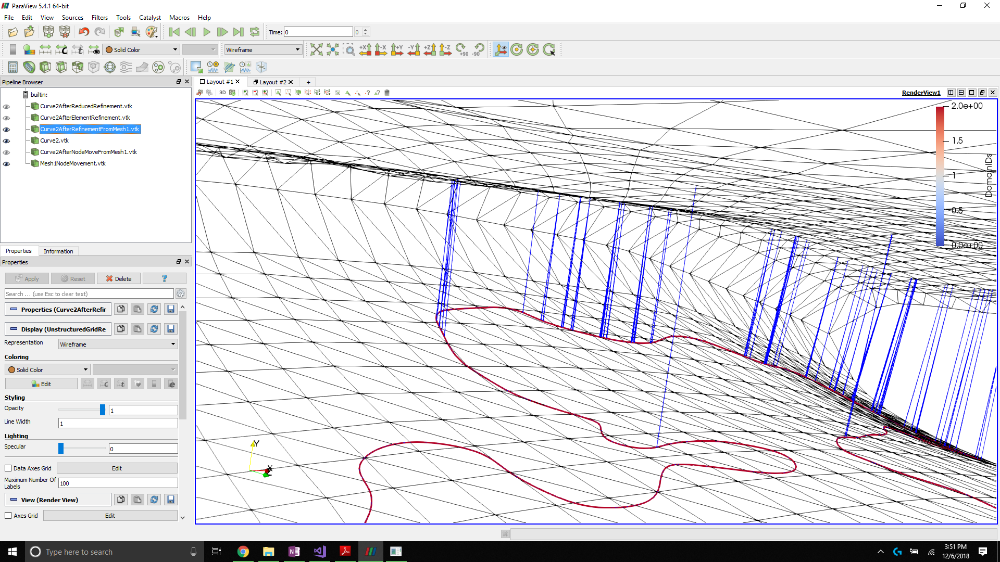 ParaView 5.4.1 64-bit
File Edit View Sources Filters Tools Catalyst Macros Help
Time: 0 0
Solid Color Wireframe +X -X +Y -Y +Z -Z +90 -90
Pipeline Browser
Layout #1 Layout #2 +
3D RenderView1
builtin:
Curve2AfterReducedRefinement.vtk
Curve2AfterElementRefinement.vtk
Curve2AfterRefinementFromMesh1.vtk
Curve2.vtk
Curve2AfterNodeMoveFromMesh1.vtk
Mesh1NodeMovement.vtk
2.0e+00
1.5
1
0.5
0.0e+00
DomainIDs
Properties Information
Properties
Apply Reset Delete ?
Search ... (use Esc to clear text)
Properties (Curve2AfterRefin
Display (UnstructuredGridRe
Representation Wireframe
Coloring
Solid Color
Edit
Styling
Opacity 1
Line Width 1
Lighting
Specular 0
Data Axes Grid Edit
Maximum Number Of
Labels 100
View (Render View)
Axes Grid Edit
Y
X
Z
Type here to search
3:51 PM
12/6/2018